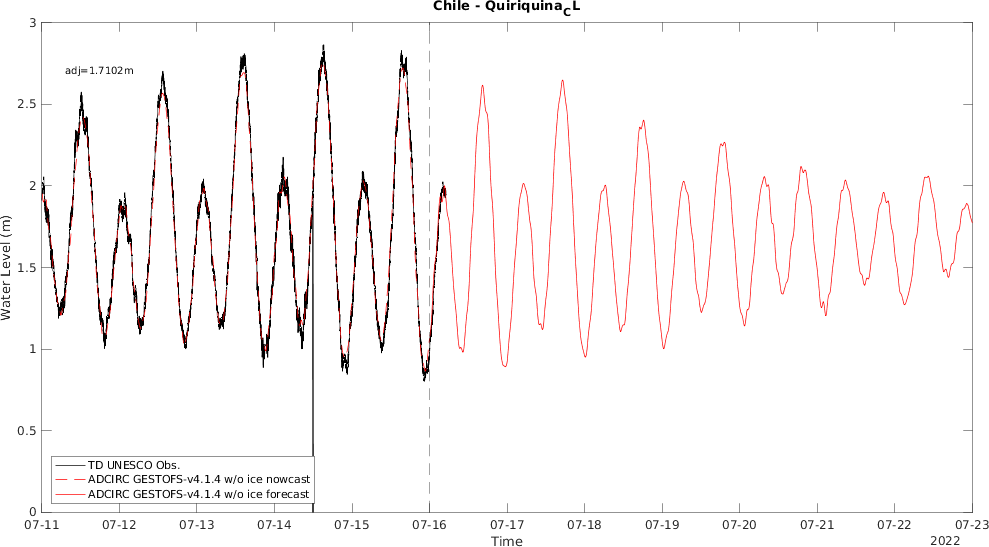 Chile - Quiriquina_CL
3
adj=1.7102m
2.5
2
1.5
1
0.5
0
Water Level (m)
TD UNESCO Obs.
ADCIRC GESTOFS-v4.1.4 w/o ice nowcast
ADCIRC GESTOFS-v4.1.4 w/o ice forecast
07-11 07-12 07-13 07-14 07-15 07-16 07-17 07-18 07-19 07-20 07-21 07-22 07-23
Time
2022